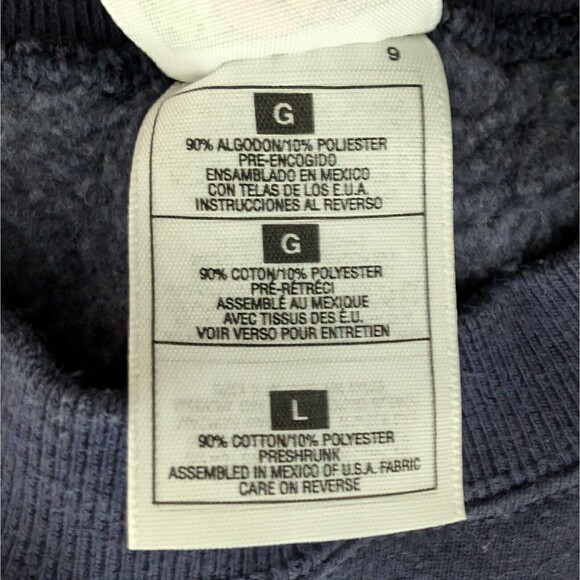 9
G
90% ALGODON/10% POLIESTER
PRE-ENCOGIDO
ENSAMBLADO EN MEXICO
CON TELAS DE LOS E.U.A.
INSTRUCCIONES AL REVERSO
G
90% COTON/10% POLYESTER
PRÉ-RÉTRÉCI
ASSEMBLÉ AU MEXIQUE
AVEC TISSUS DES É.U.
VOIR VERSO POUR ENTRETIEN
L
90% COTTON/10% POLYESTER
PRESHRUNK
ASSEMBLED IN MEXICO OF U.S.A. FABRIC
CARE ON REVERSE